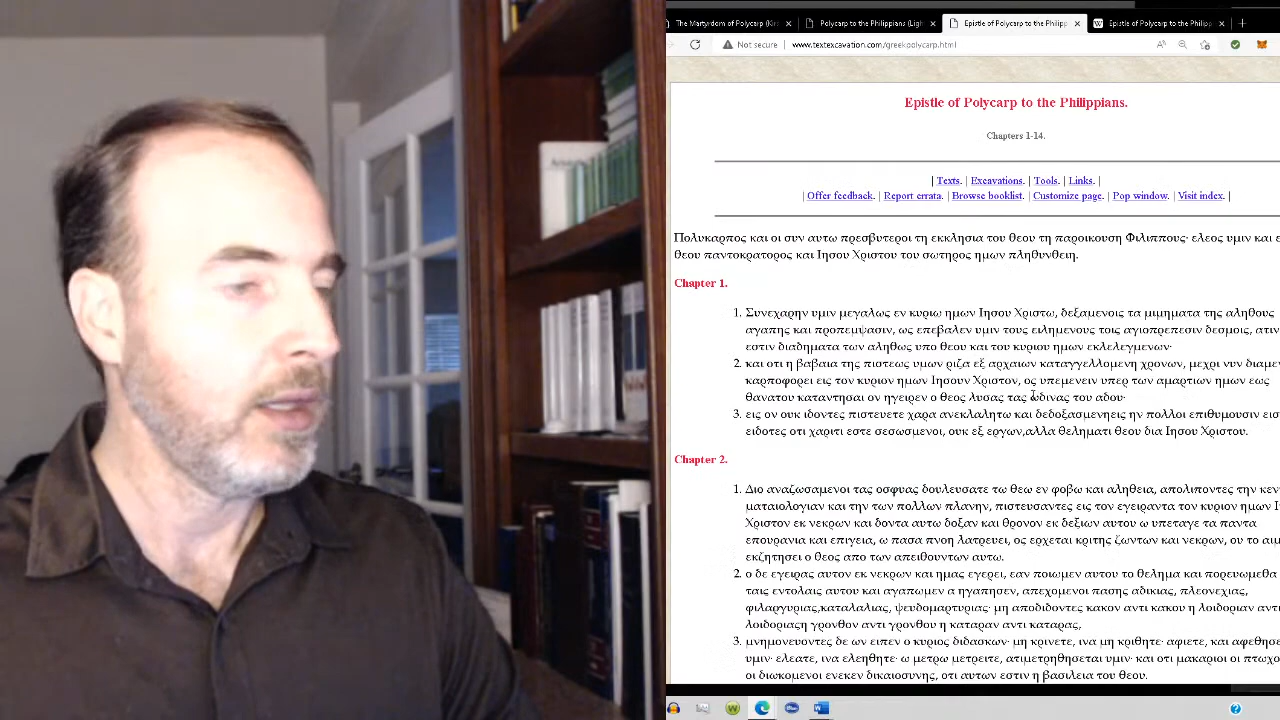 The Martyrdom of Polycarp (Kir
Polycarp to the Philippians (Ligh
Epistle of Polycarp to the Philipp
Epistle of Polycarp to the Philipp
Not secure | www.textexcavation.com/greekpolycarp.html
Epistle of Polycarp to the Philippians.
Chapters 1-14.
| Texts. | Excavations. | Tools. | Links. |
| Offer feedback. | Report errata. | Browse booklist. | Customize page. | Pop window. | Visit index. |
Πολυκαρπος και οι συν αυτω πρεσβυτεροι τη εκκλησια του θεου τη παροικουση Φιλιππους· ελεος υμιν και ε
θεου παντοκρατορος και Ιησου Χριστου του σωτηρος ημων πληθυνθειη.
Chapter 1.
1. Συνεχαρην υμιν μεγαλως εν κυριω ημων Ιησου Χριστω, δεξαμενοις τα μιμηματα της αληθους
αγαπης και προπεμψασιν, ως επεβαλεν υμιν τους ειλημενους τοις αγιοπρεπεσιν δεσμοις, ατιν
εστιν διαδηματα των αληθως υπο θεου και του κυριου ημων εκλελεγμενων·
2. και οτι η βαβαια της πιστεως υμων ριζα εξ αρχαιων καταγγελλομενη χρονων, μεχρι νυν διαμεν
καρποφορει εις τον κυριον ημων Ιησουν Χριστον, ος υπεμεινεν υπερ των αμαρτιων ημων εως
θανατου καταντησαι ον ηγειρεν ο θεος λυσας τας ωδινας του αδου·
3. εις ον ουκ ιδοντες πιστευετε χαρα ανεκλαλητω και δεδοξασμενηεις ην πολλοι επιθυμουσιν εισ
ειδοτες οτι χαριτι εστε σεσωσμενοι, ουκ εξ εργων,αλλα θεληματι θεου δια Ιησου Χριστου.
Chapter 2.
1. Διο αναζωσαμενοι τας οσφυας δουλευσατε τω θεω εν φοβω και αληθεια, απολιποντες την κεν
ματαιολογιαν και την των πολλων πλανην, πιστευσαντες εις τον εγειραντα τον κυριον ημων Ι
Χριστον εκ νεκρων και δοντα αυτω δοξαν και θρονον εκ δεξιων αυτου ω υπεταγε τα παντα
επουρανια και επιγεια, ω πασα πνοη λατρευει, ος ερχεται κριτης ζωντων και νεκρων, ου το αιμ
εκζητησει ο θεος απο των απειθουντων αυτω.
2. ο δε εγειρας αυτον εκ νεκρων και ημας εγερει, εαν ποιωμεν αυτου το θελημα και πορευωμεθα
ταις εντολαις αυτου και αγαπωμεν α ηγαπησεν, απεχομενοι πασης αδικιας, πλεονεξιας,
φιλαργυριας,καταλαλιας, ψευδομαρτυριας· μη αποδιδοντες κακον αντι κακου η λοιδοριαν αντι
λοιδοριαςη γρονθον αντι γρονθου η καταραν αντι καταρας,
3. μνημονευοντες δε ων ειπεν ο κυριος διδασκων· μη κρινετε, ινα μη κριθητε· αφιετε, και αφεθησε
υμιν· ελεατε, ινα ελεηθητε· ω μετρω μετρειτε, ατιμετρηθησεται υμιν· και οτι μακαριοι οι πτωχο
οι διωκομενοι ενεκεν δικαιοσυνης, οτι αυτων εστιν η βασιλεια του θεου.